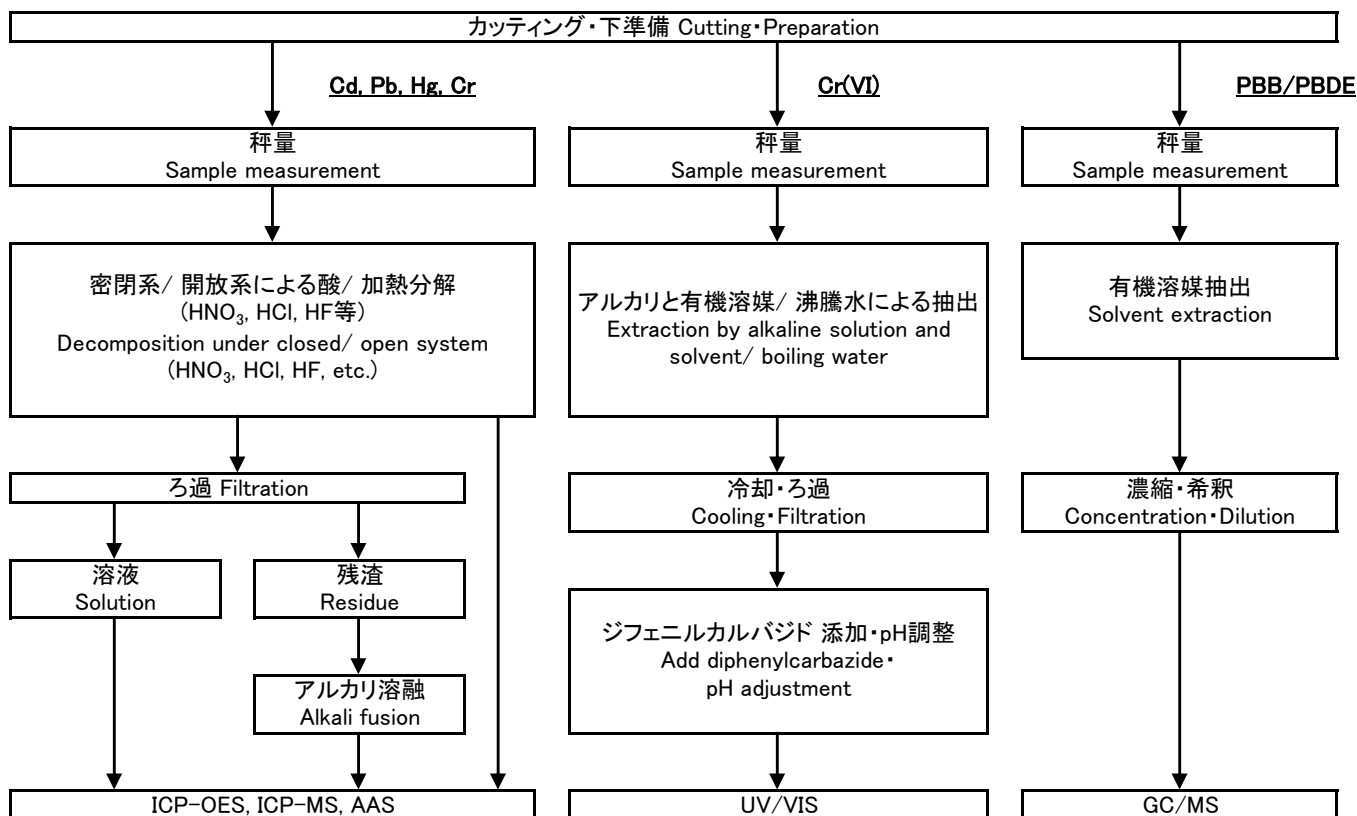 カッティング・下準備 Cutting・Preparation
Cd, Pb, Hg, Cr
Cr(VI)
PBB/PBDE
秤量
Sample measurement
秤量
Sample measurement
秤量
Sample measurement
密閉系/ 開放系による酸/ 加熱分解
(HNO₃, HCl, HF等)
Decomposition under closed/ open system
(HNO₃, HCl, HF, etc.)
アルカリと有機溶媒/ 沸騰水による抽出
Extraction by alkaline solution and
solvent/ boiling water
有機溶媒抽出
Solvent extraction
ろ過 Filtration
冷却・ろ過
Cooling・Filtration
濃縮・希釈
Concentration・Dilution
溶液
Solution
残渣
Residue
ジフェニルカルバジド 添加・pH調整
Add diphenylcarbazide・
pH adjustment
アルカリ溶融
Alkali fusion
ICP-OES, ICP-MS, AAS
UV/VIS
GC/MS